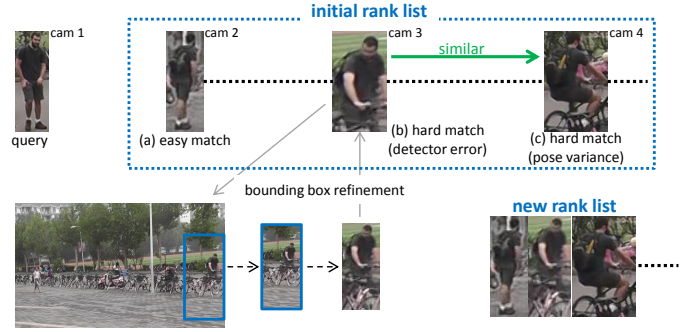 initial rank list
cam 1
cam 2
cam 3
cam 4
similar
query
(a) easy match
(b) hard match
(detector error)
(c) hard match
(pose variance)
bounding box refinement
new rank list